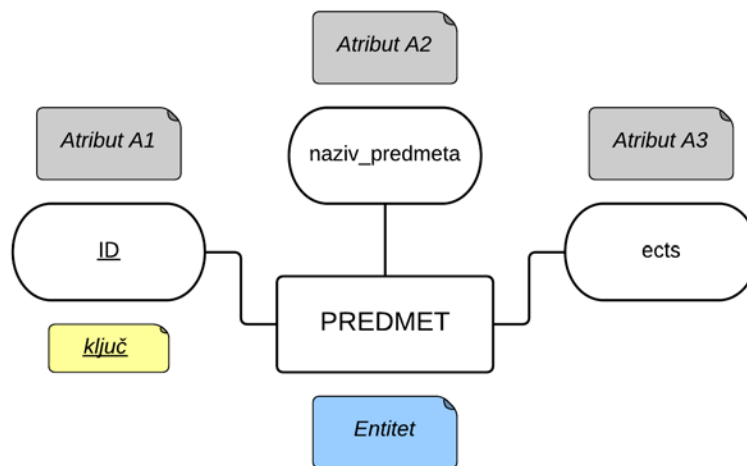 Atribut A2
Atribut A1
naziv_predmeta
Atribut A3
ID
ects
PREDMET
ključ
Entitet